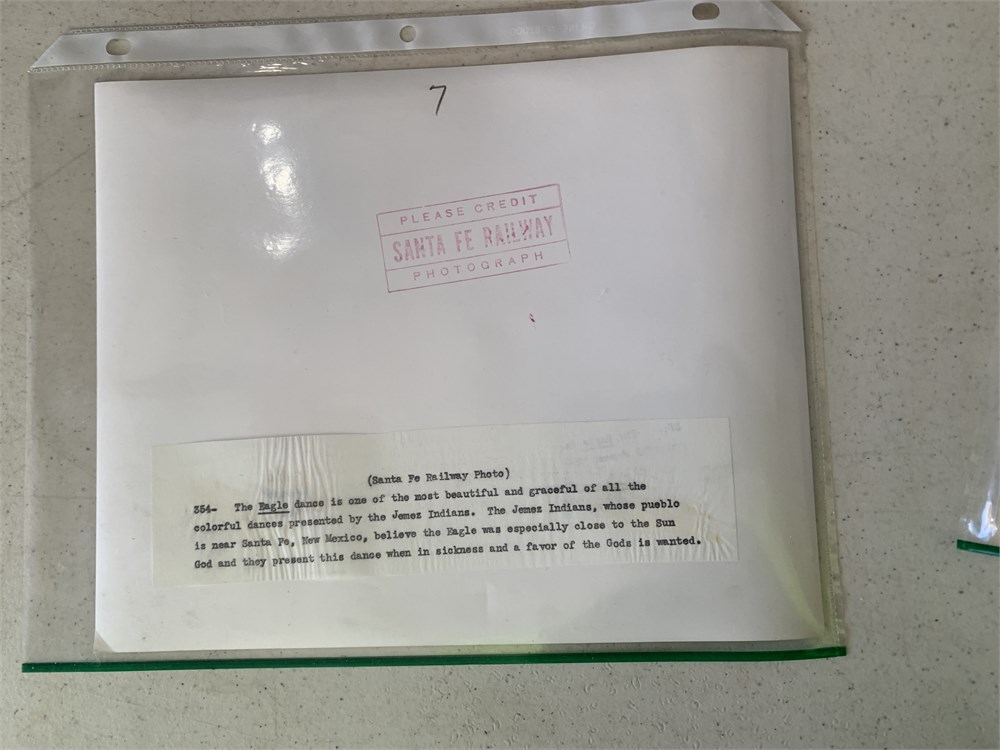 7
PLEASE CREDIT
SANTA FE RAILWAY
PHOTOGRAPH
(Santa Fe Railway Photo)
354- The Eagle dance is one of the most beautiful and graceful of all the
colorful dances presented by the Jemez Indians. The Jemez Indians, whose pueblo
is near Santa Fe, New Mexico, believe the Eagle was especially close to the Sun
God and they present this dance when in sickness and a favor of the Gods is wanted.